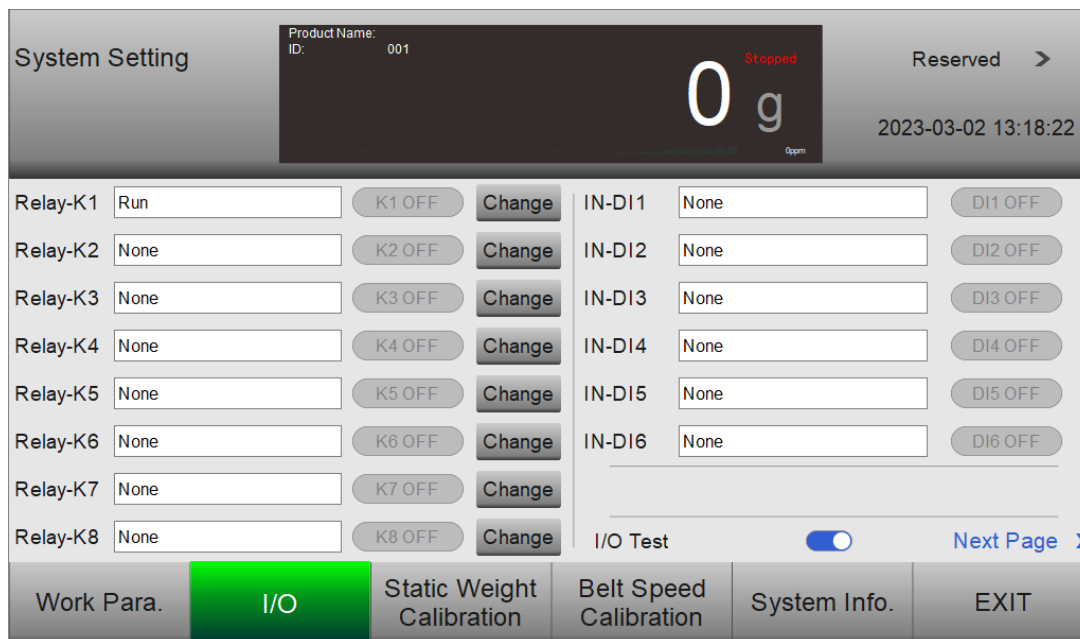 System Setting
Product Name:
ID: 001
Stopped
0 g
0ppm
Reserved >
2023-03-02 13:18:22
Relay-K1 Run K1 OFF Change
Relay-K2 None K2 OFF Change
Relay-K3 None K3 OFF Change
Relay-K4 None K4 OFF Change
Relay-K5 None K5 OFF Change
Relay-K6 None K6 OFF Change
Relay-K7 None K7 OFF Change
Relay-K8 None K8 OFF Change
IN-DI1 None DI1 OFF
IN-DI2 None DI2 OFF
IN-DI3 None DI3 OFF
IN-DI4 None DI4 OFF
IN-DI5 None DI5 OFF
IN-DI6 None DI6 OFF
I/O Test
Next Page
Work Para.
I/O
Static Weight
Calibration
Belt Speed
Calibration
System Info.
EXIT